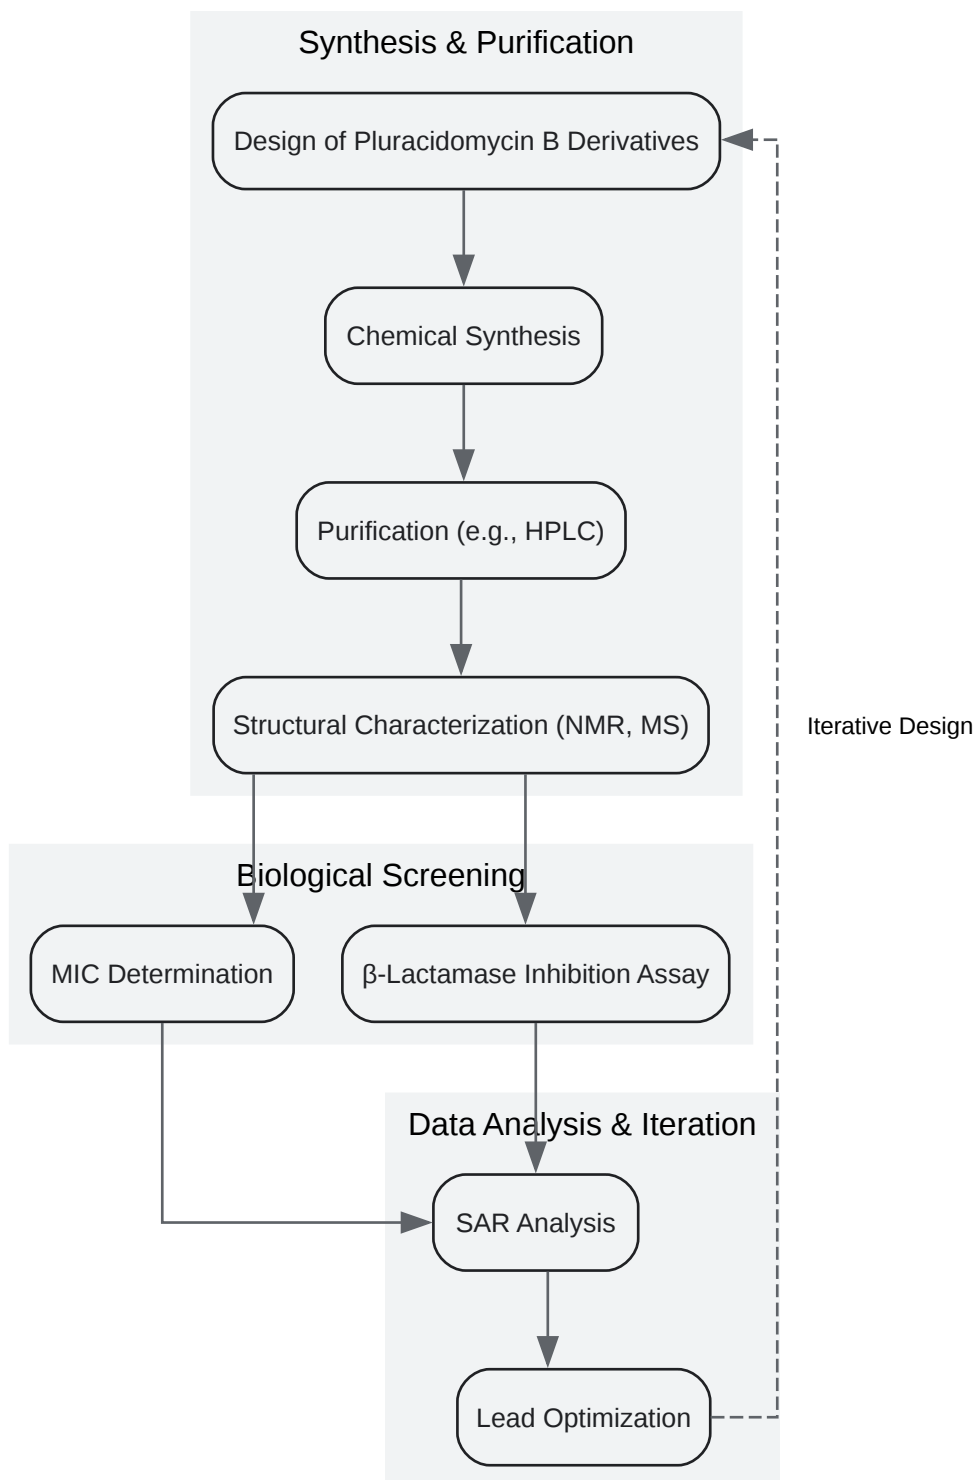 Synthesis & Purification
Design of Pluracidomycin B Derivatives
Chemical Synthesis
Purification (e.g., HPLC)
Structural Characterization (NMR, MS)
Iterative Design
Biological Screening
MIC Determination
β-Lactamase Inhibition Assay
Data Analysis & Iteration
SAR Analysis
Lead Optimization